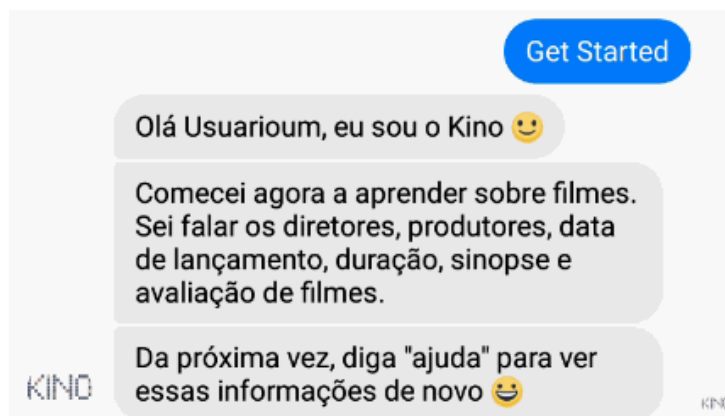 Get Started
Olá Usuarioum, eu sou o Kino 🙂
Comecei agora a aprender sobre filmes.
Sei falar os diretores, produtores, data
de lançamento, duração, sinopse e
avaliação de filmes.
Da próxima vez, diga "ajuda" para ver
KINO essas informações de novo 😀